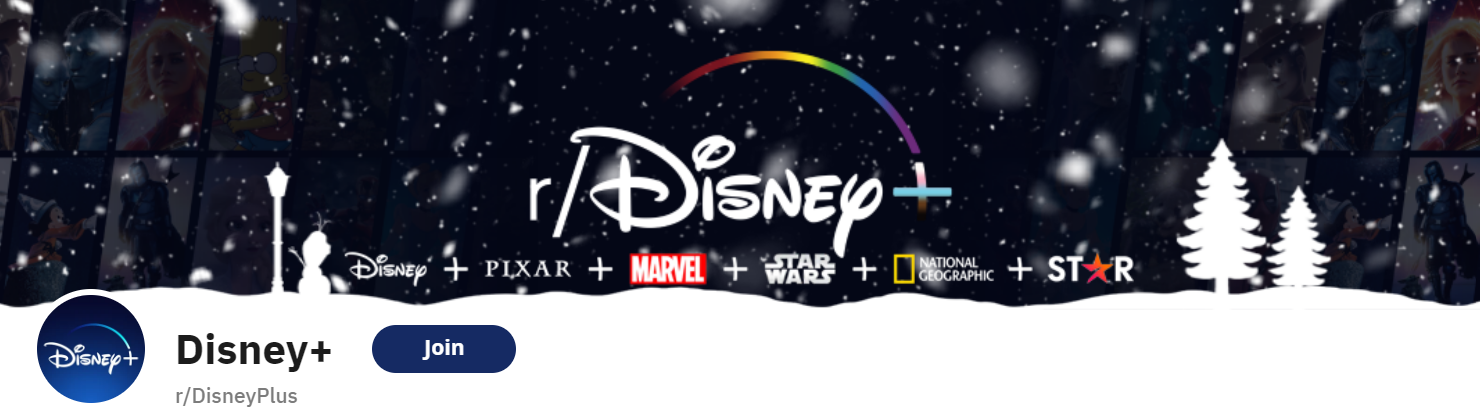 r/Disney+
Disney + PIXAR + MARVEL + STAR WARS + NATIONAL GEOGRAPHIC + STAR
Disney+
Disney+
Join
r/DisneyPlus